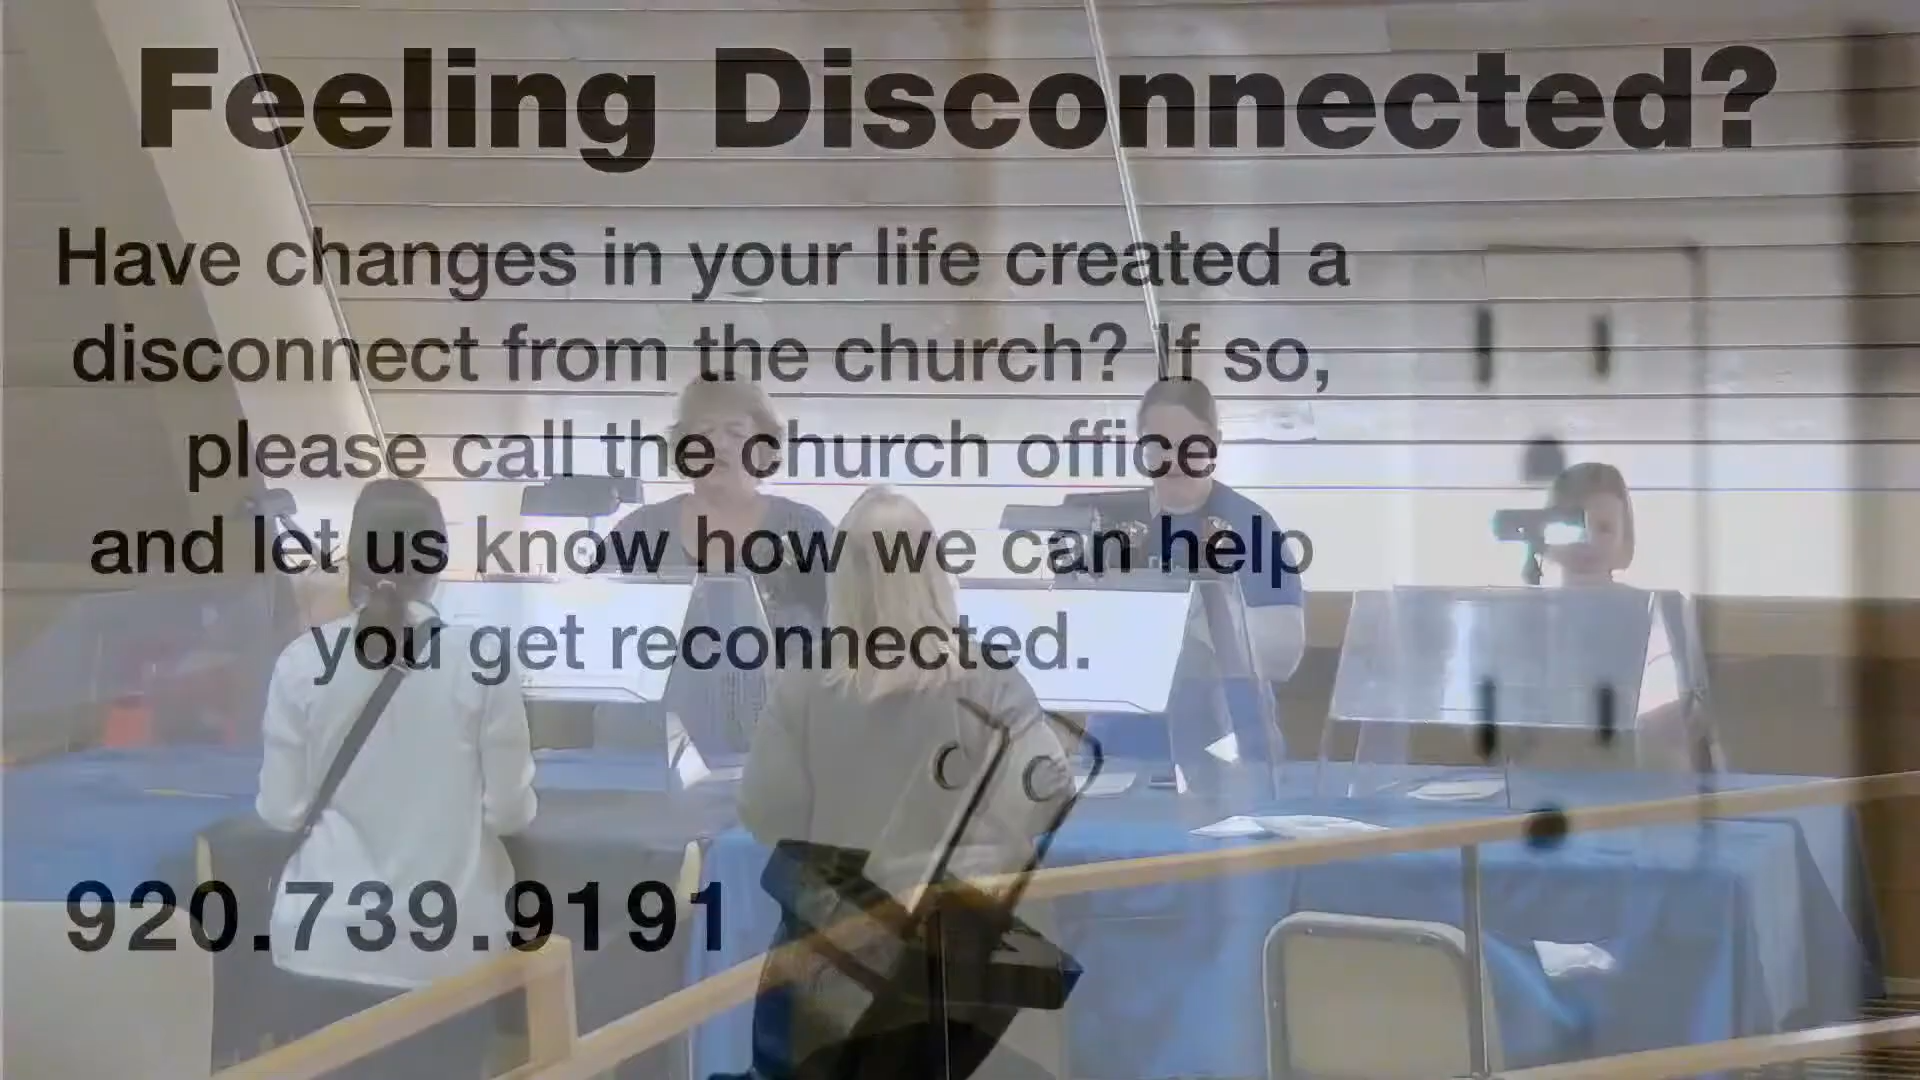 Feeling Disconnected?
Have changes in your life created a
disconnect from the church? If so,
please call the church office
and let us know how we can help
you get reconnected.
920.739.9191